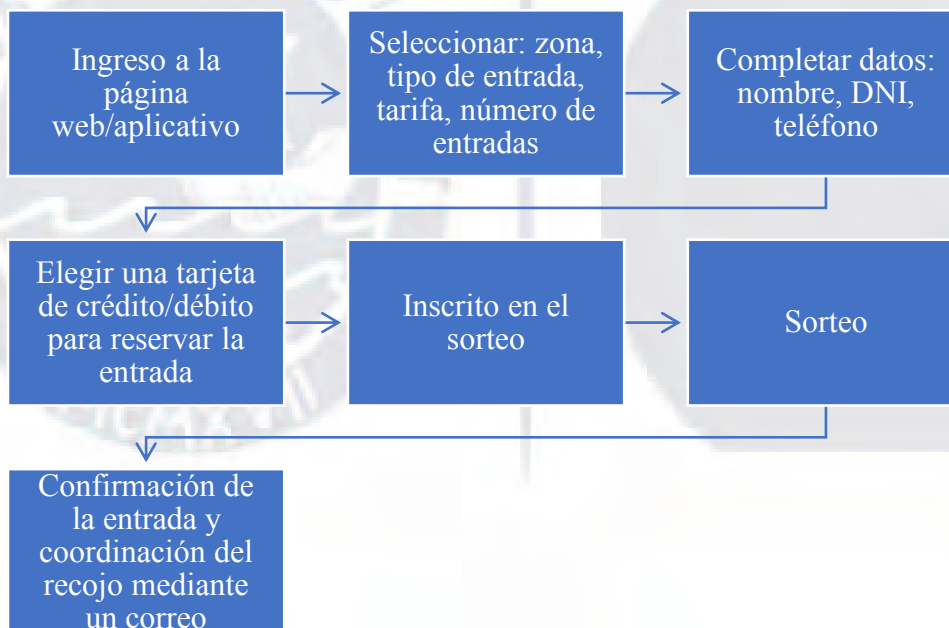 Ingreso a la
página
web/aplicativo
Seleccionar: zona,
tipo de entrada,
tarifa, número de
entradas
Completar datos:
nombre, DNI,
teléfono
Elegir una tarjeta
de crédito/débito
para reservar la
entrada
Inscrito en el
sorteo
Sorteo
Confirmación de
la entrada y
coordinación del
recojo mediante
un correo